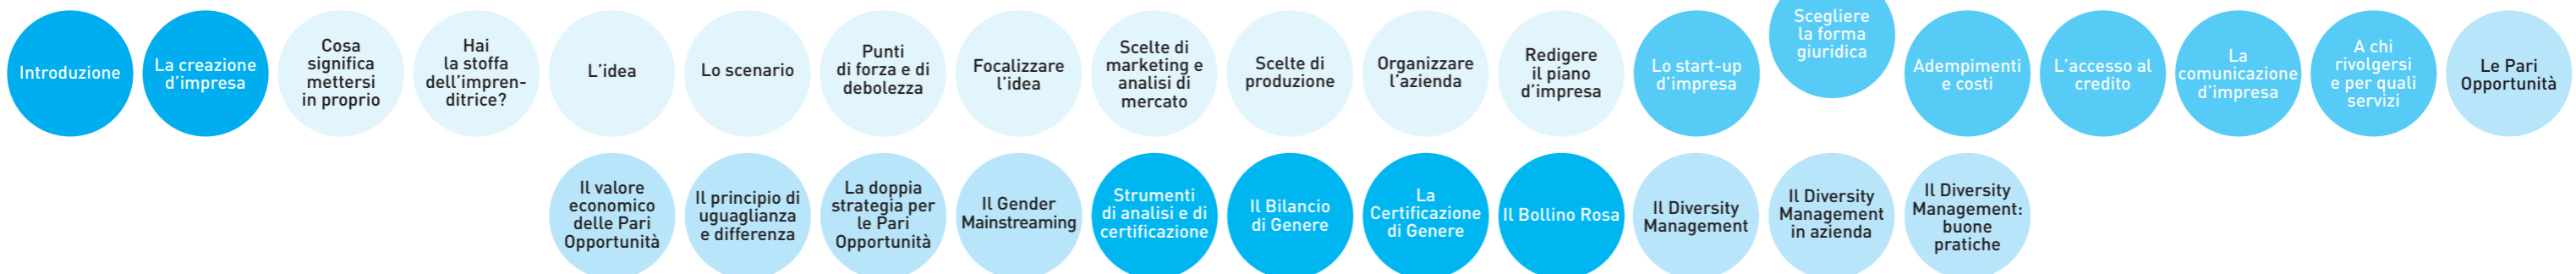 Introduzione
La creazione
d’impresa
Cosa
significa
mettersi
in proprio
Hai
la stoffa
dell’impren-
ditrice?
L’idea
Lo scenario
Punti
di forza e di
debolezza
Focalizzare
l’idea
Scelte di
marketing e
analisi di
mercato
Scelte di
produzione
Organizzare
l’azienda
Redigere
il piano
d’impresa
Lo start-up
d’impresa
Scegliere
la forma
giuridica
Adempimenti
e costi
L’accesso al
credito
La
comunicazione
d’impresa
A chi
rivolgersi
e per quali
servizi
Le Pari
Opportunità
Il valore
economico
delle Pari
Opportunità
Il principio di
uguaglianza
e differenza
La doppia
strategia per
le Pari
Opportunità
Il Gender
Mainstreaming
Strumenti
di analisi e di
certificazione
Il Bilancio
di Genere
La
Certificazione
di Genere
Il Bollino Rosa
Il Diversity
Management
Il Diversity
Management
in azienda
Il Diversity
Management:
buone
pratiche